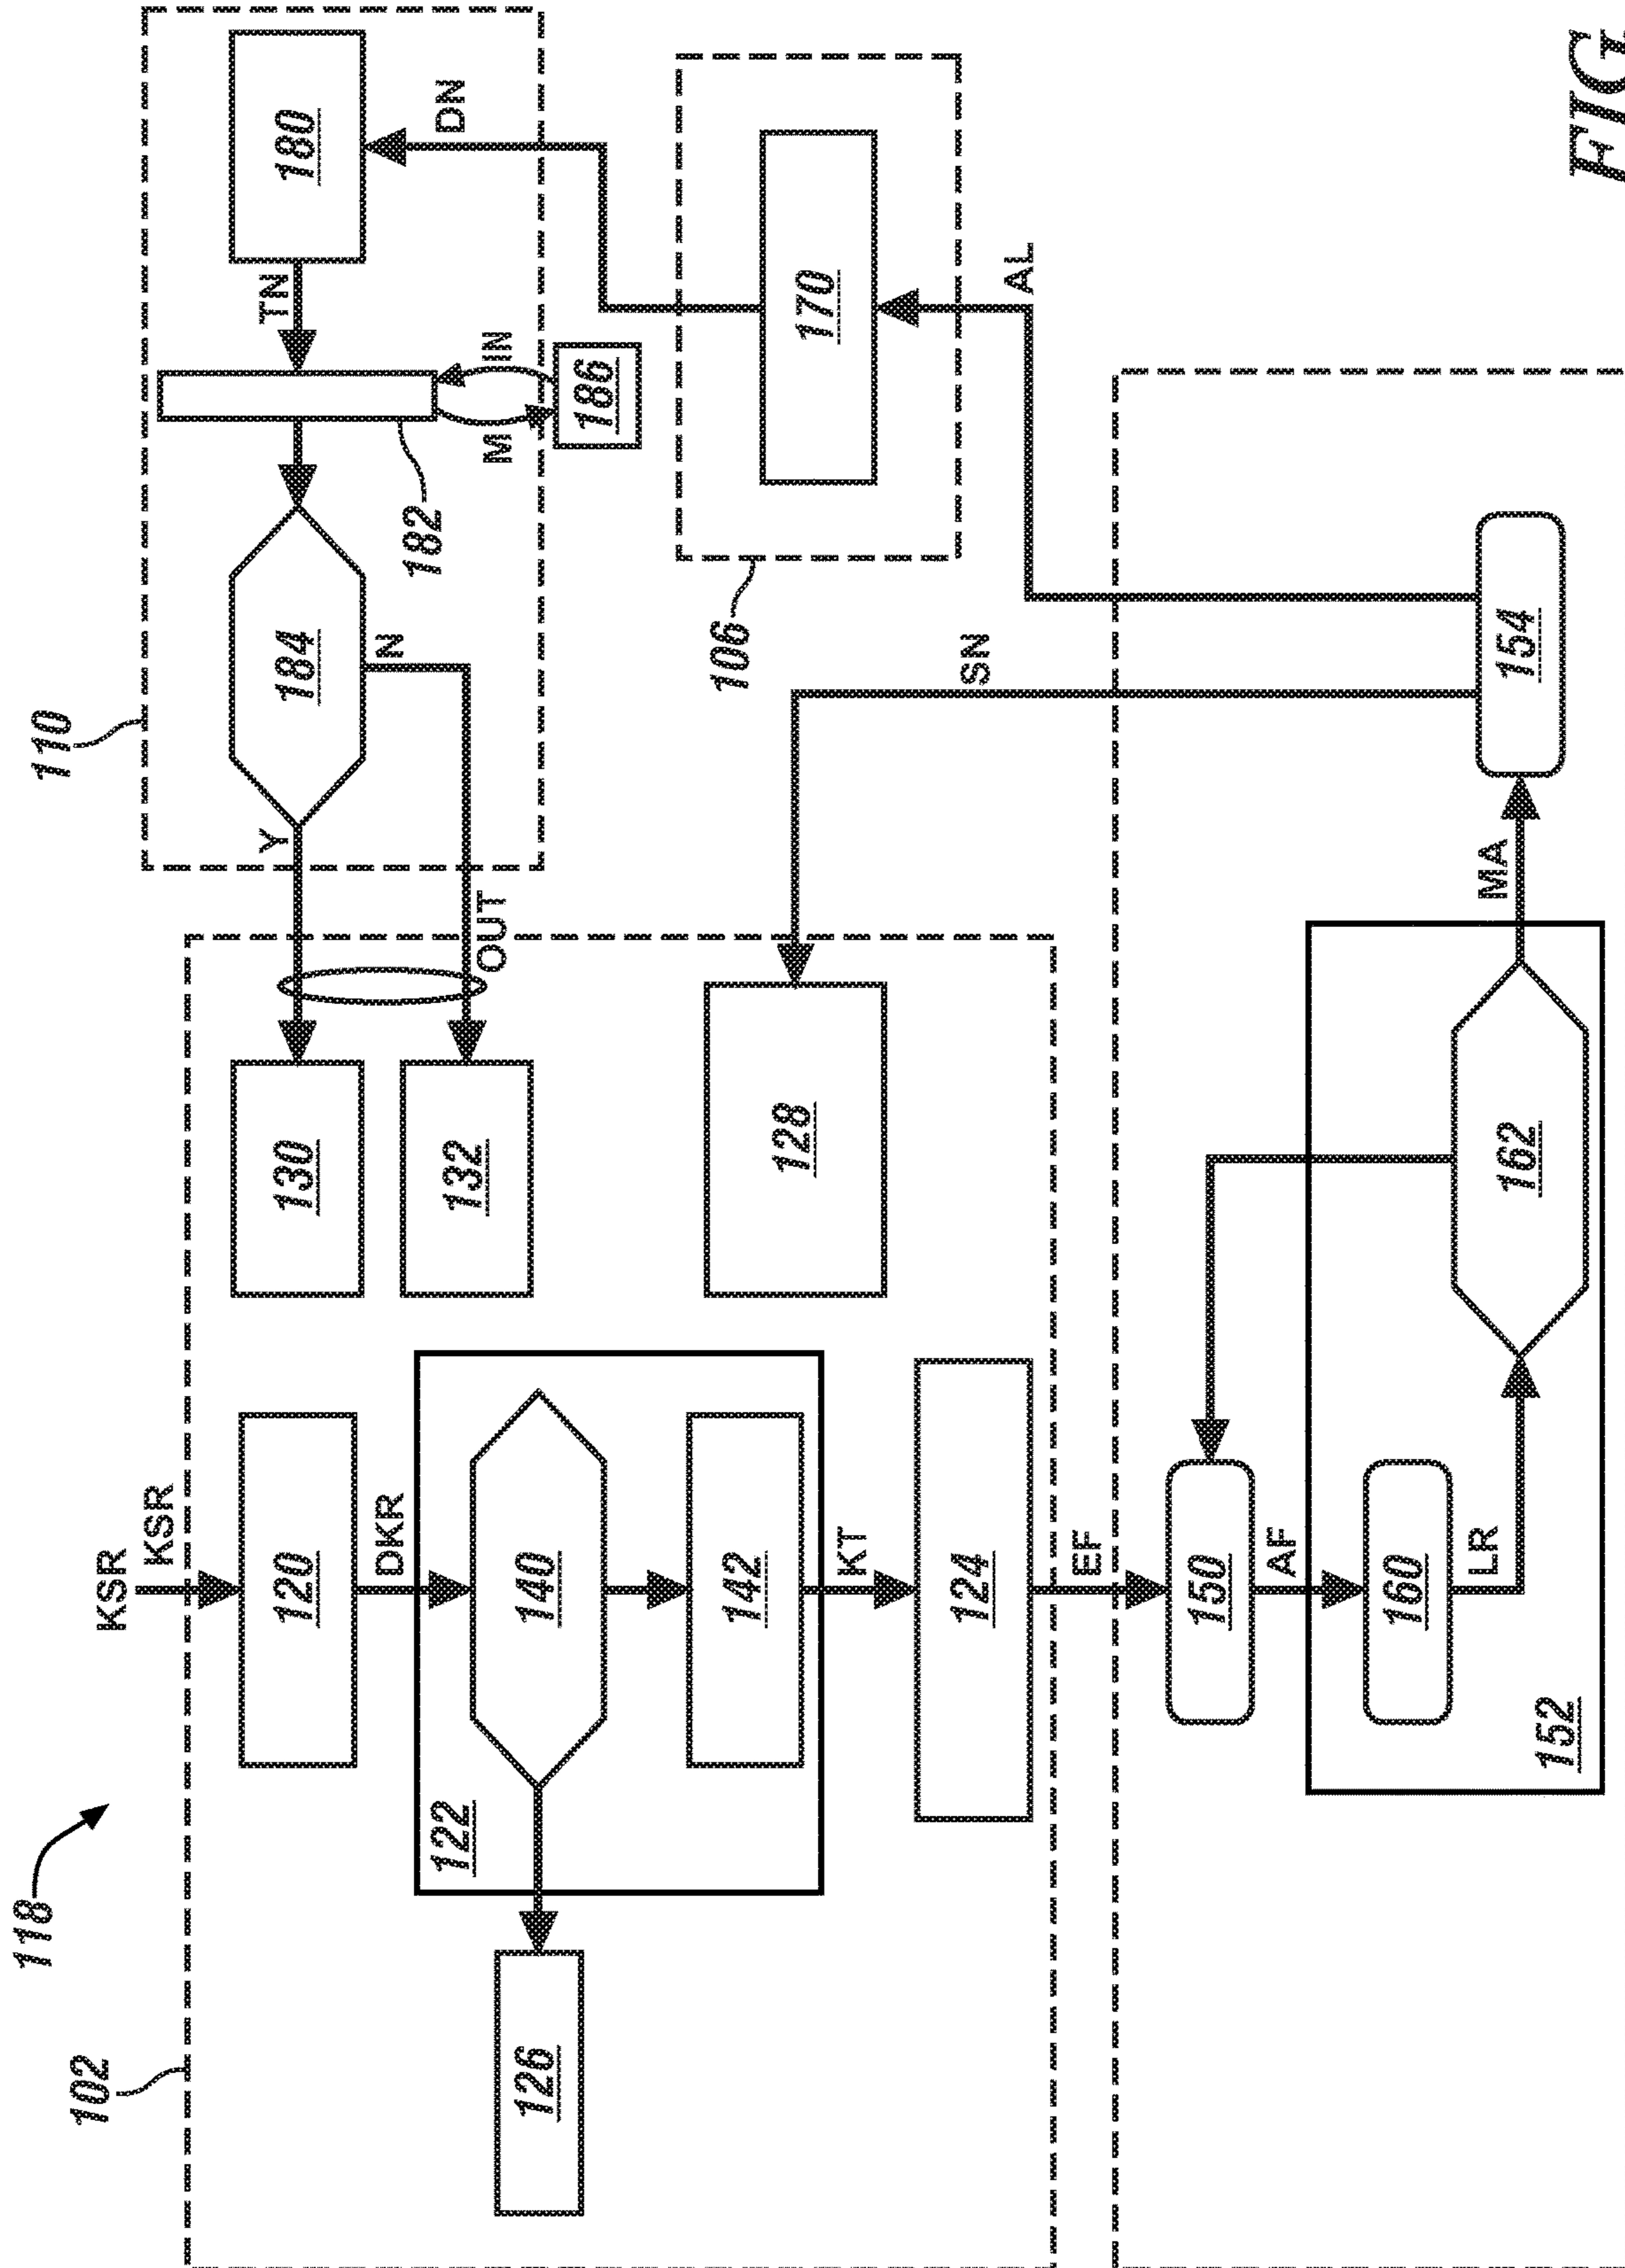 118
102
KSR
KSR
120
DKR
122
140
126
142
KT
124
EF
150
AF
160
LR
152
162
MA
154
SN
AL
128
130
132
OUT
110
Y
N
184
182
TN
180
M
IN
186
DN
106
170
FIG